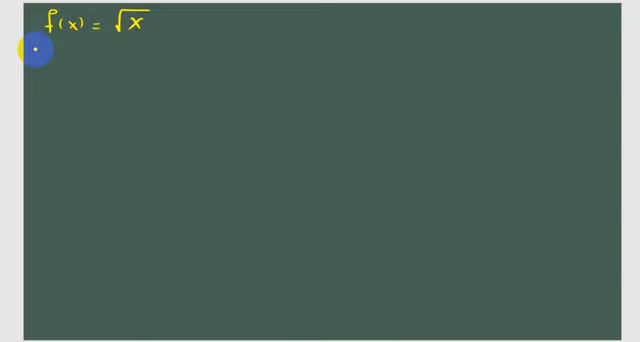 f(x) = √x